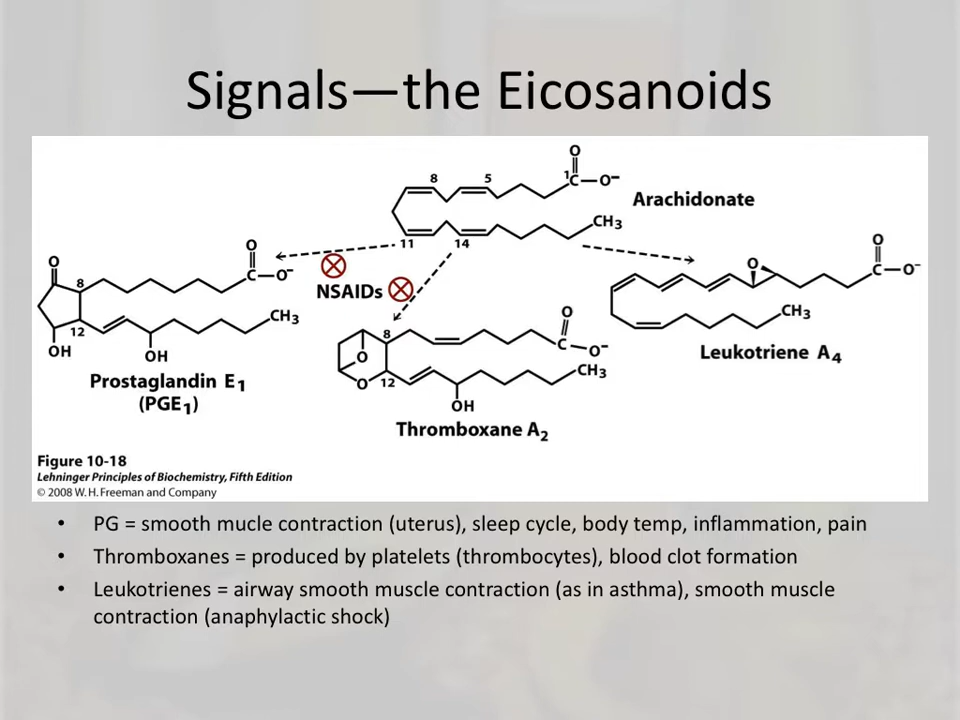 Signals—the Eicosanoids
O
8 5 1C—O⁻
Arachidonate
CH₃
11 14
O
C—O⁻
O
8
NSAIDs
CH₃
12
OH
OH
Prostaglandin E₁
(PGE₁)
O
8
C—O⁻
O
CH₃
O 12
OH
Thromboxane A₂
O
O
C—O⁻
CH₃
Leukotriene A₄
Figure 10-18
Lehninger Principles of Biochemistry, Fifth Edition
© 2008 W. H. Freeman and Company
• PG = smooth mucle contraction (uterus), sleep cycle, body temp, inflammation, pain
• Thromboxanes = produced by platelets (thrombocytes), blood clot formation
• Leukotrienes = airway smooth muscle contraction (as in asthma), smooth muscle
contraction (anaphylactic shock)